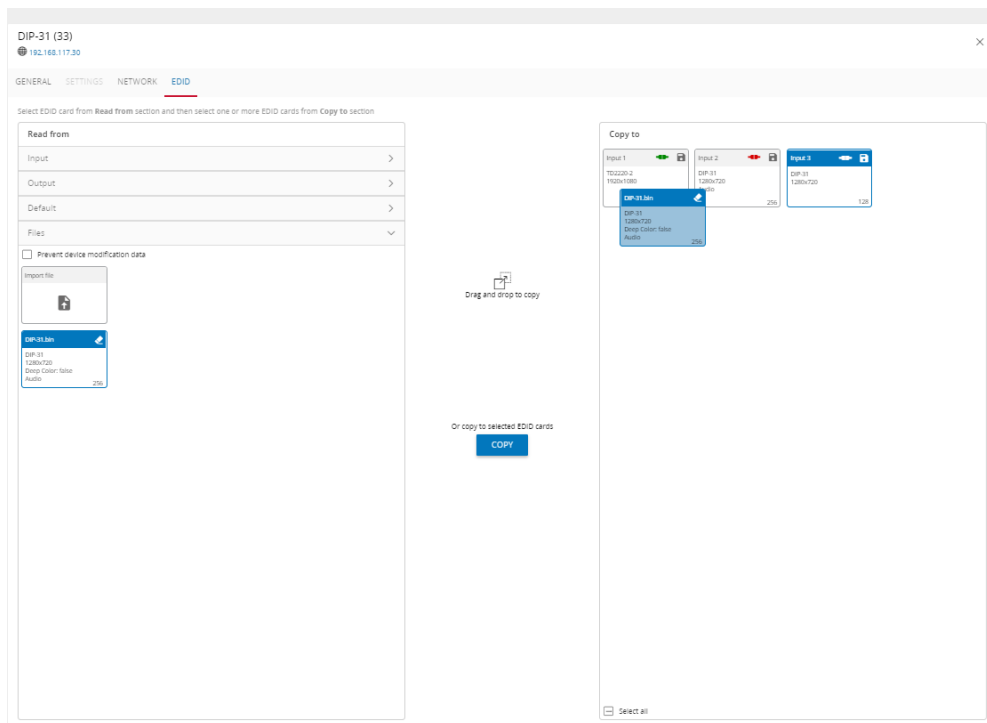 DIP-31 (33)
192.168.117.30
GENERAL SETTINGS NETWORK EDID
Select EDID card from Read from section and then select one or more EDID cards from Copy to section
Read from
Input
Output
Default
Files
Prevent device modification data
Import file
DIP-31.bin
DIP-31
1280x720
Deep Color: false
Audio
256
Drag and drop to copy
Or copy to selected EDID cards
COPY
Copy to
Input 1
TD2220-2
1920x1080
Input 2
DIP-31
1280x720
Audio
256
Input 3
DIP-31
1280x720
128
DIP-31.bin
DIP-31
1280x720
Deep Color: false
Audio
256
Select all